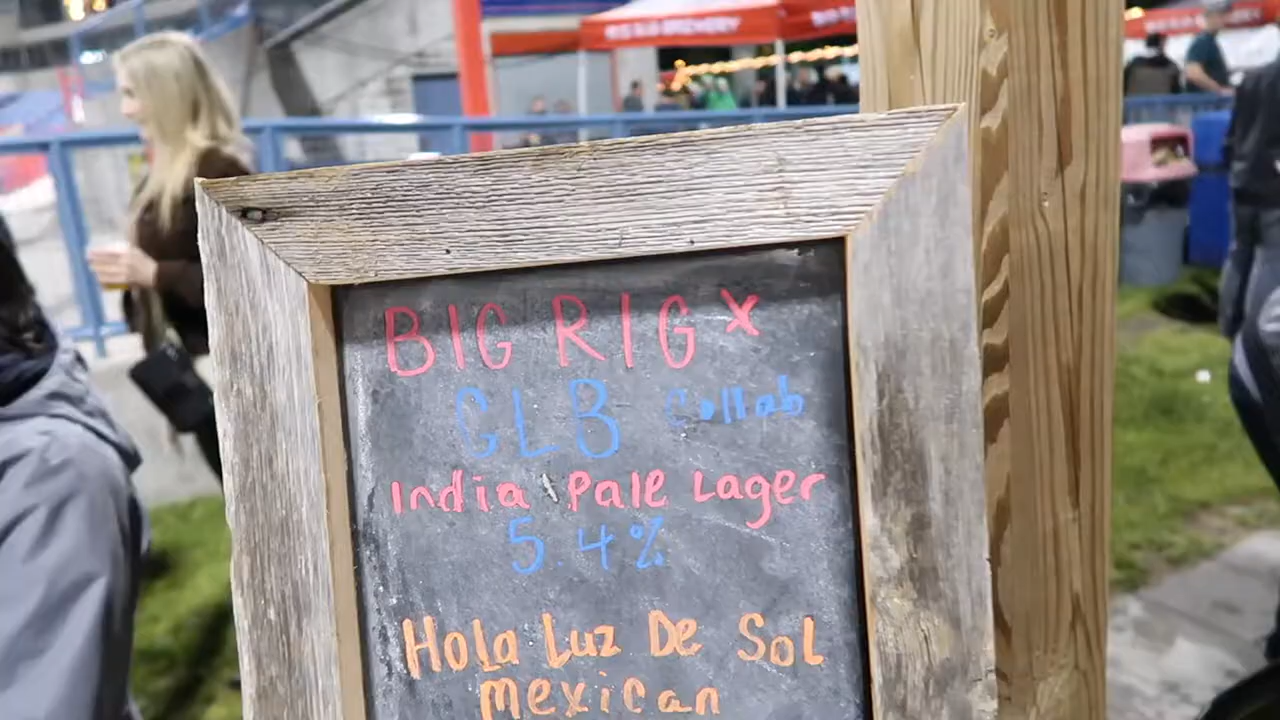 BIG RIG x
GLB Collab
India Pale Lager
5.4%
Hola Luz De Sol
mexican